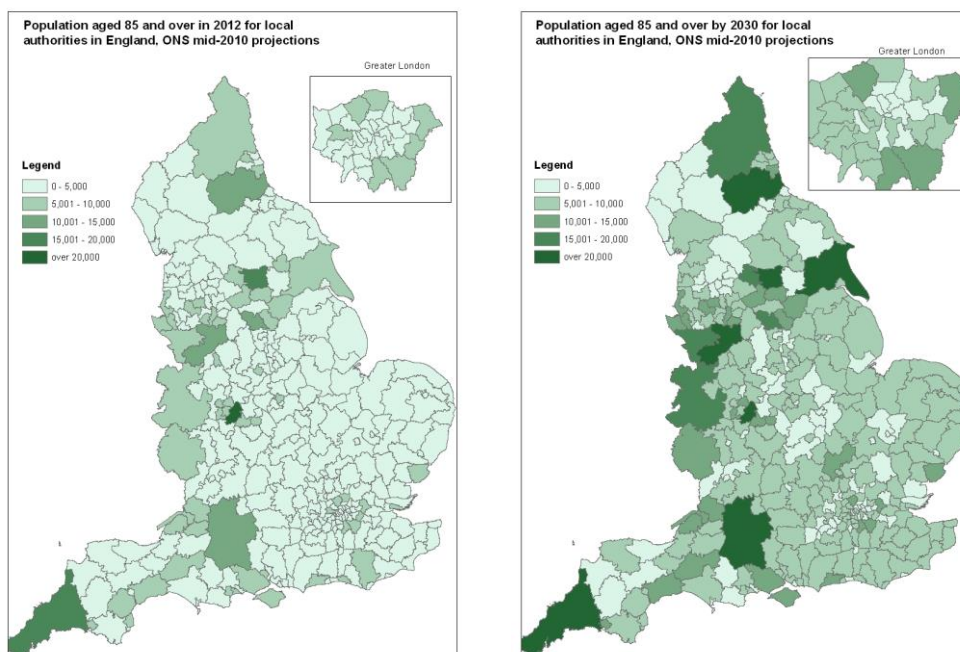 Population aged 85 and over in 2012 for local
authorities in England, ONS mid-2010 projections
Greater London
Legend
0 - 5,000
5,001 - 10,000
10,001 - 15,000
15,001 - 20,000
over 20,000
Population aged 85 and over by 2030 for local
authorities in England, ONS mid-2010 projections
Greater London
Legend
0 - 5,000
5,001 - 10,000
10,001 - 15,000
15,001 - 20,000
over 20,000